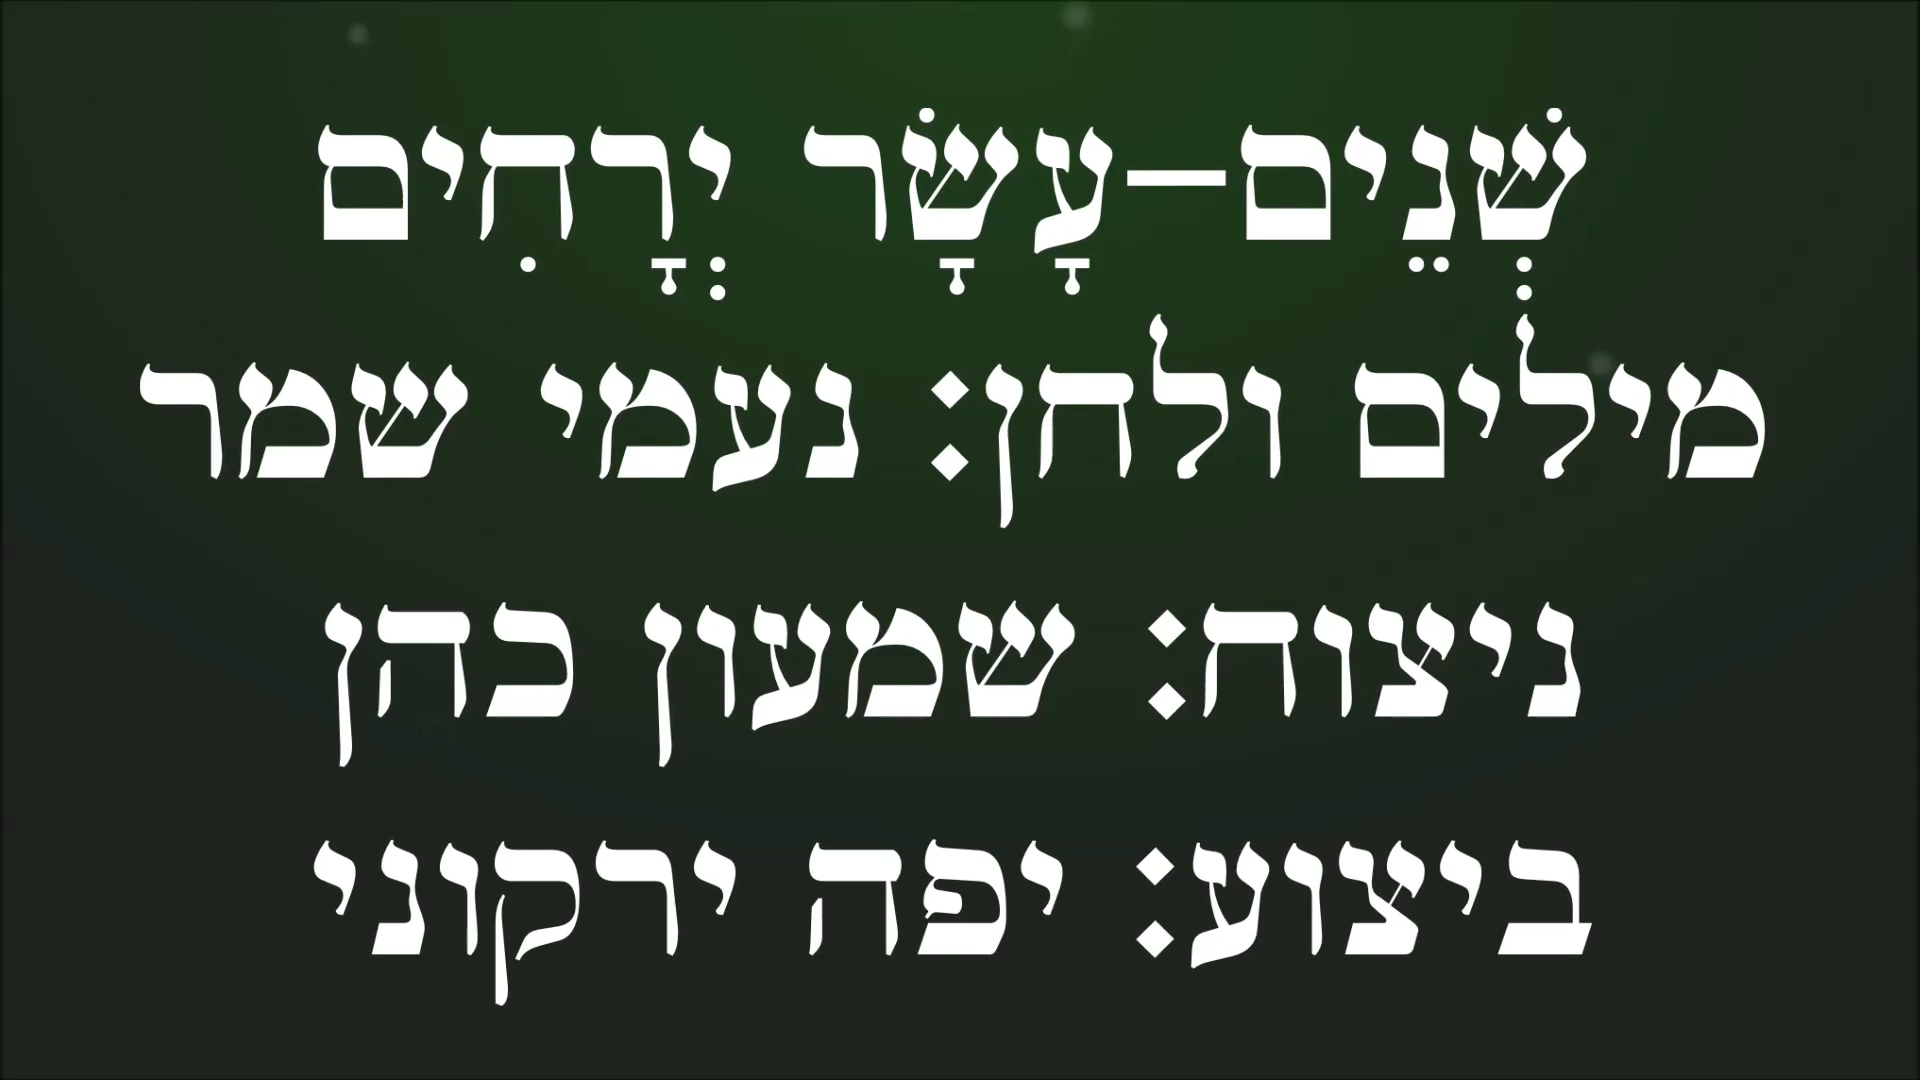 שְׁנֵים–עָשָׂר יְרָחִים
מילים ולחן: נעמי שמר
ניצוח: שמעון כהן
ביצוע: יפה ירקוני